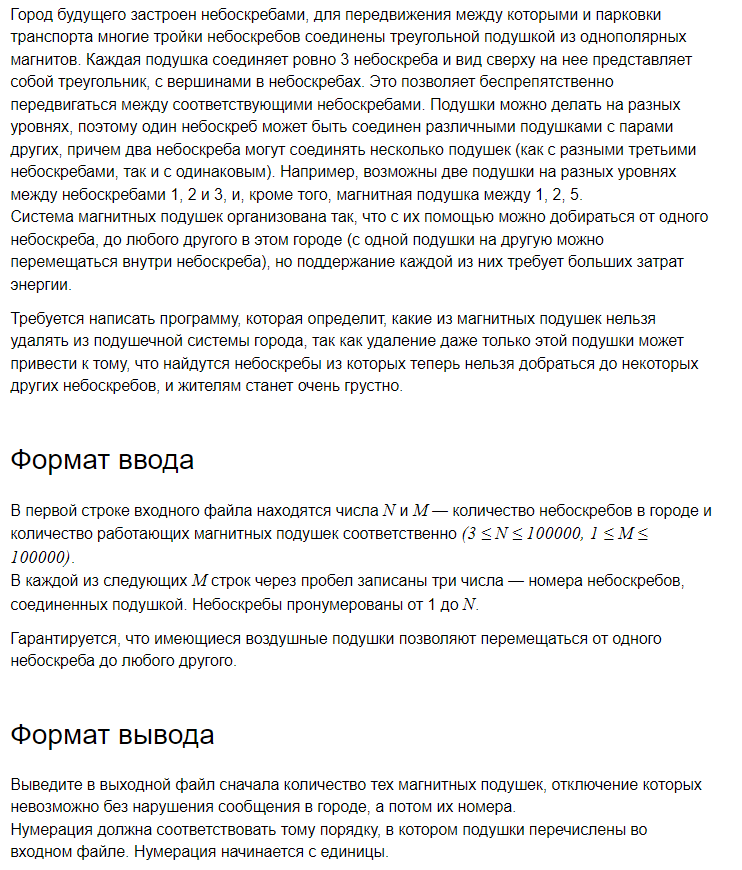 Город будущего застроен небоскребами, для передвижения между которыми и парковки
транспорта многие тройки небоскребов соединены треугольной подушкой из однополярных
магнитов. Каждая подушка соединяет ровно 3 небоскреба и вид сверху на нее представляет
собой треугольник, с вершинами в небоскребах. Это позволяет беспрепятственно
передвигаться между соответствующими небоскребами. Подушки можно делать на разных
уровнях, поэтому один небоскреб может быть соединен различными подушками с парами
других, причем два небоскреба могут соединять несколько подушек (как с разными третьими
небоскребами, так и с одинаковым). Например, возможны две подушки на разных уровнях
между небоскребами 1, 2 и 3, и, кроме того, магнитная подушка между 1, 2, 5.
Система магнитных подушек организована так, что с их помощью можно добираться от одного
небоскреба, до любого другого в этом городе (с одной подушки на другую можно
перемещаться внутри небоскреба), но поддержание каждой из них требует больших затрат
энергии.
Требуется написать программу, которая определит, какие из магнитных подушек нельзя
удалять из подушечной системы города, так как удаление даже только этой подушки может
привести к тому, что найдутся небоскребы из которых теперь нельзя добраться до некоторых
других небоскребов, и жителям станет очень грустно.
Формат ввода
В первой строке входного файла находятся числа N и M — количество небоскребов в городе и
количество работающих магнитных подушек соответственно (3 ≤ N ≤ 100000, 1 ≤ M ≤
100000).
В каждой из следующих M строк через пробел записаны три числа — номера небоскребов,
соединенных подушкой. Небоскребы пронумерованы от 1 до N.
Гарантируется, что имеющиеся воздушные подушки позволяют перемещаться от одного
небоскреба до любого другого.
Формат вывода
Выведите в выходной файл сначала количество тех магнитных подушек, отключение которых
невозможно без нарушения сообщения в городе, а потом их номера.
Нумерация должна соответствовать тому порядку, в котором подушки перечислены во
входном файле. Нумерация начинается с единицы.